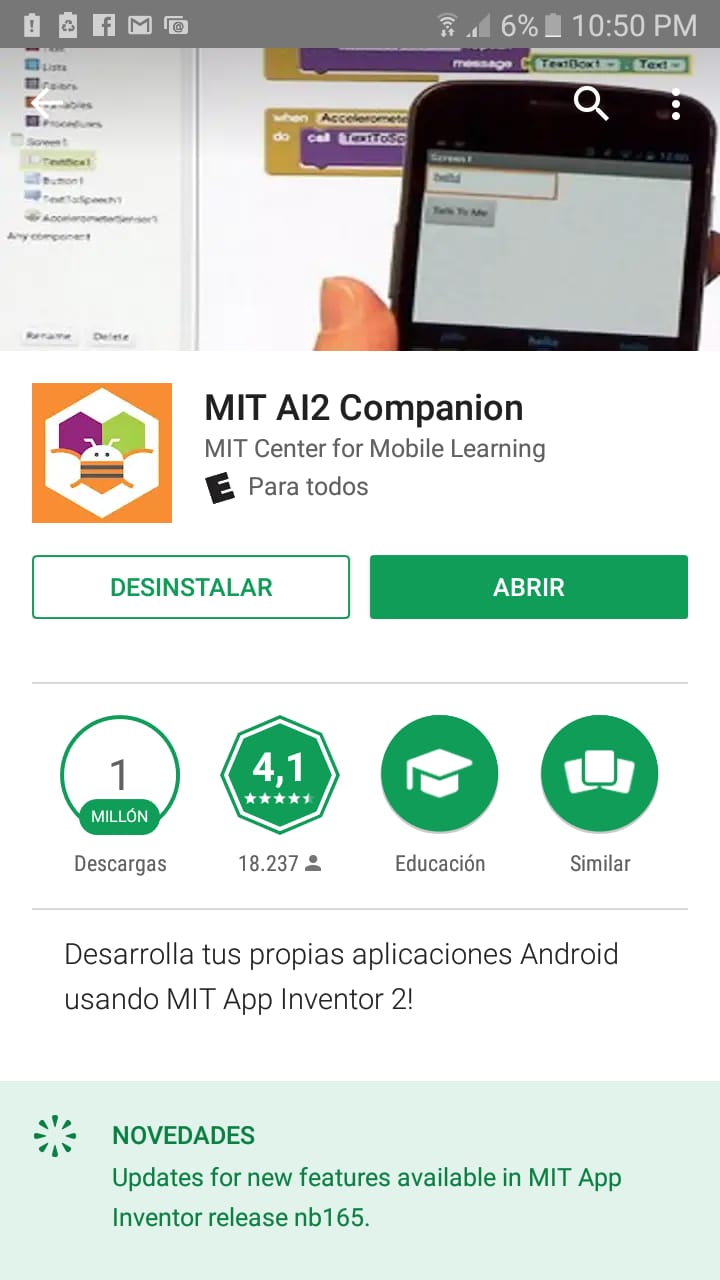 6% 10:50 PM
Lists
Colors
Variables
Procedures
Screen1
TextBox1
Button1
TextToSpeech1
AccelerometerSensor1
Any component
Rename Delete
message TextBox1 . Text
when Acceleromete
do call TextToSp
Screen1
hello
Talk To Me
hello
MIT AI2 Companion
MIT Center for Mobile Learning
E Para todos
DESINSTALAR
ABRIR
1
MILLÓN
Descargas
4,1
18.237
Educación
Similar
Desarrolla tus propias aplicaciones Android
usando MIT App Inventor 2!
NOVEDADES
Updates for new features available in MIT App
Inventor release nb165.